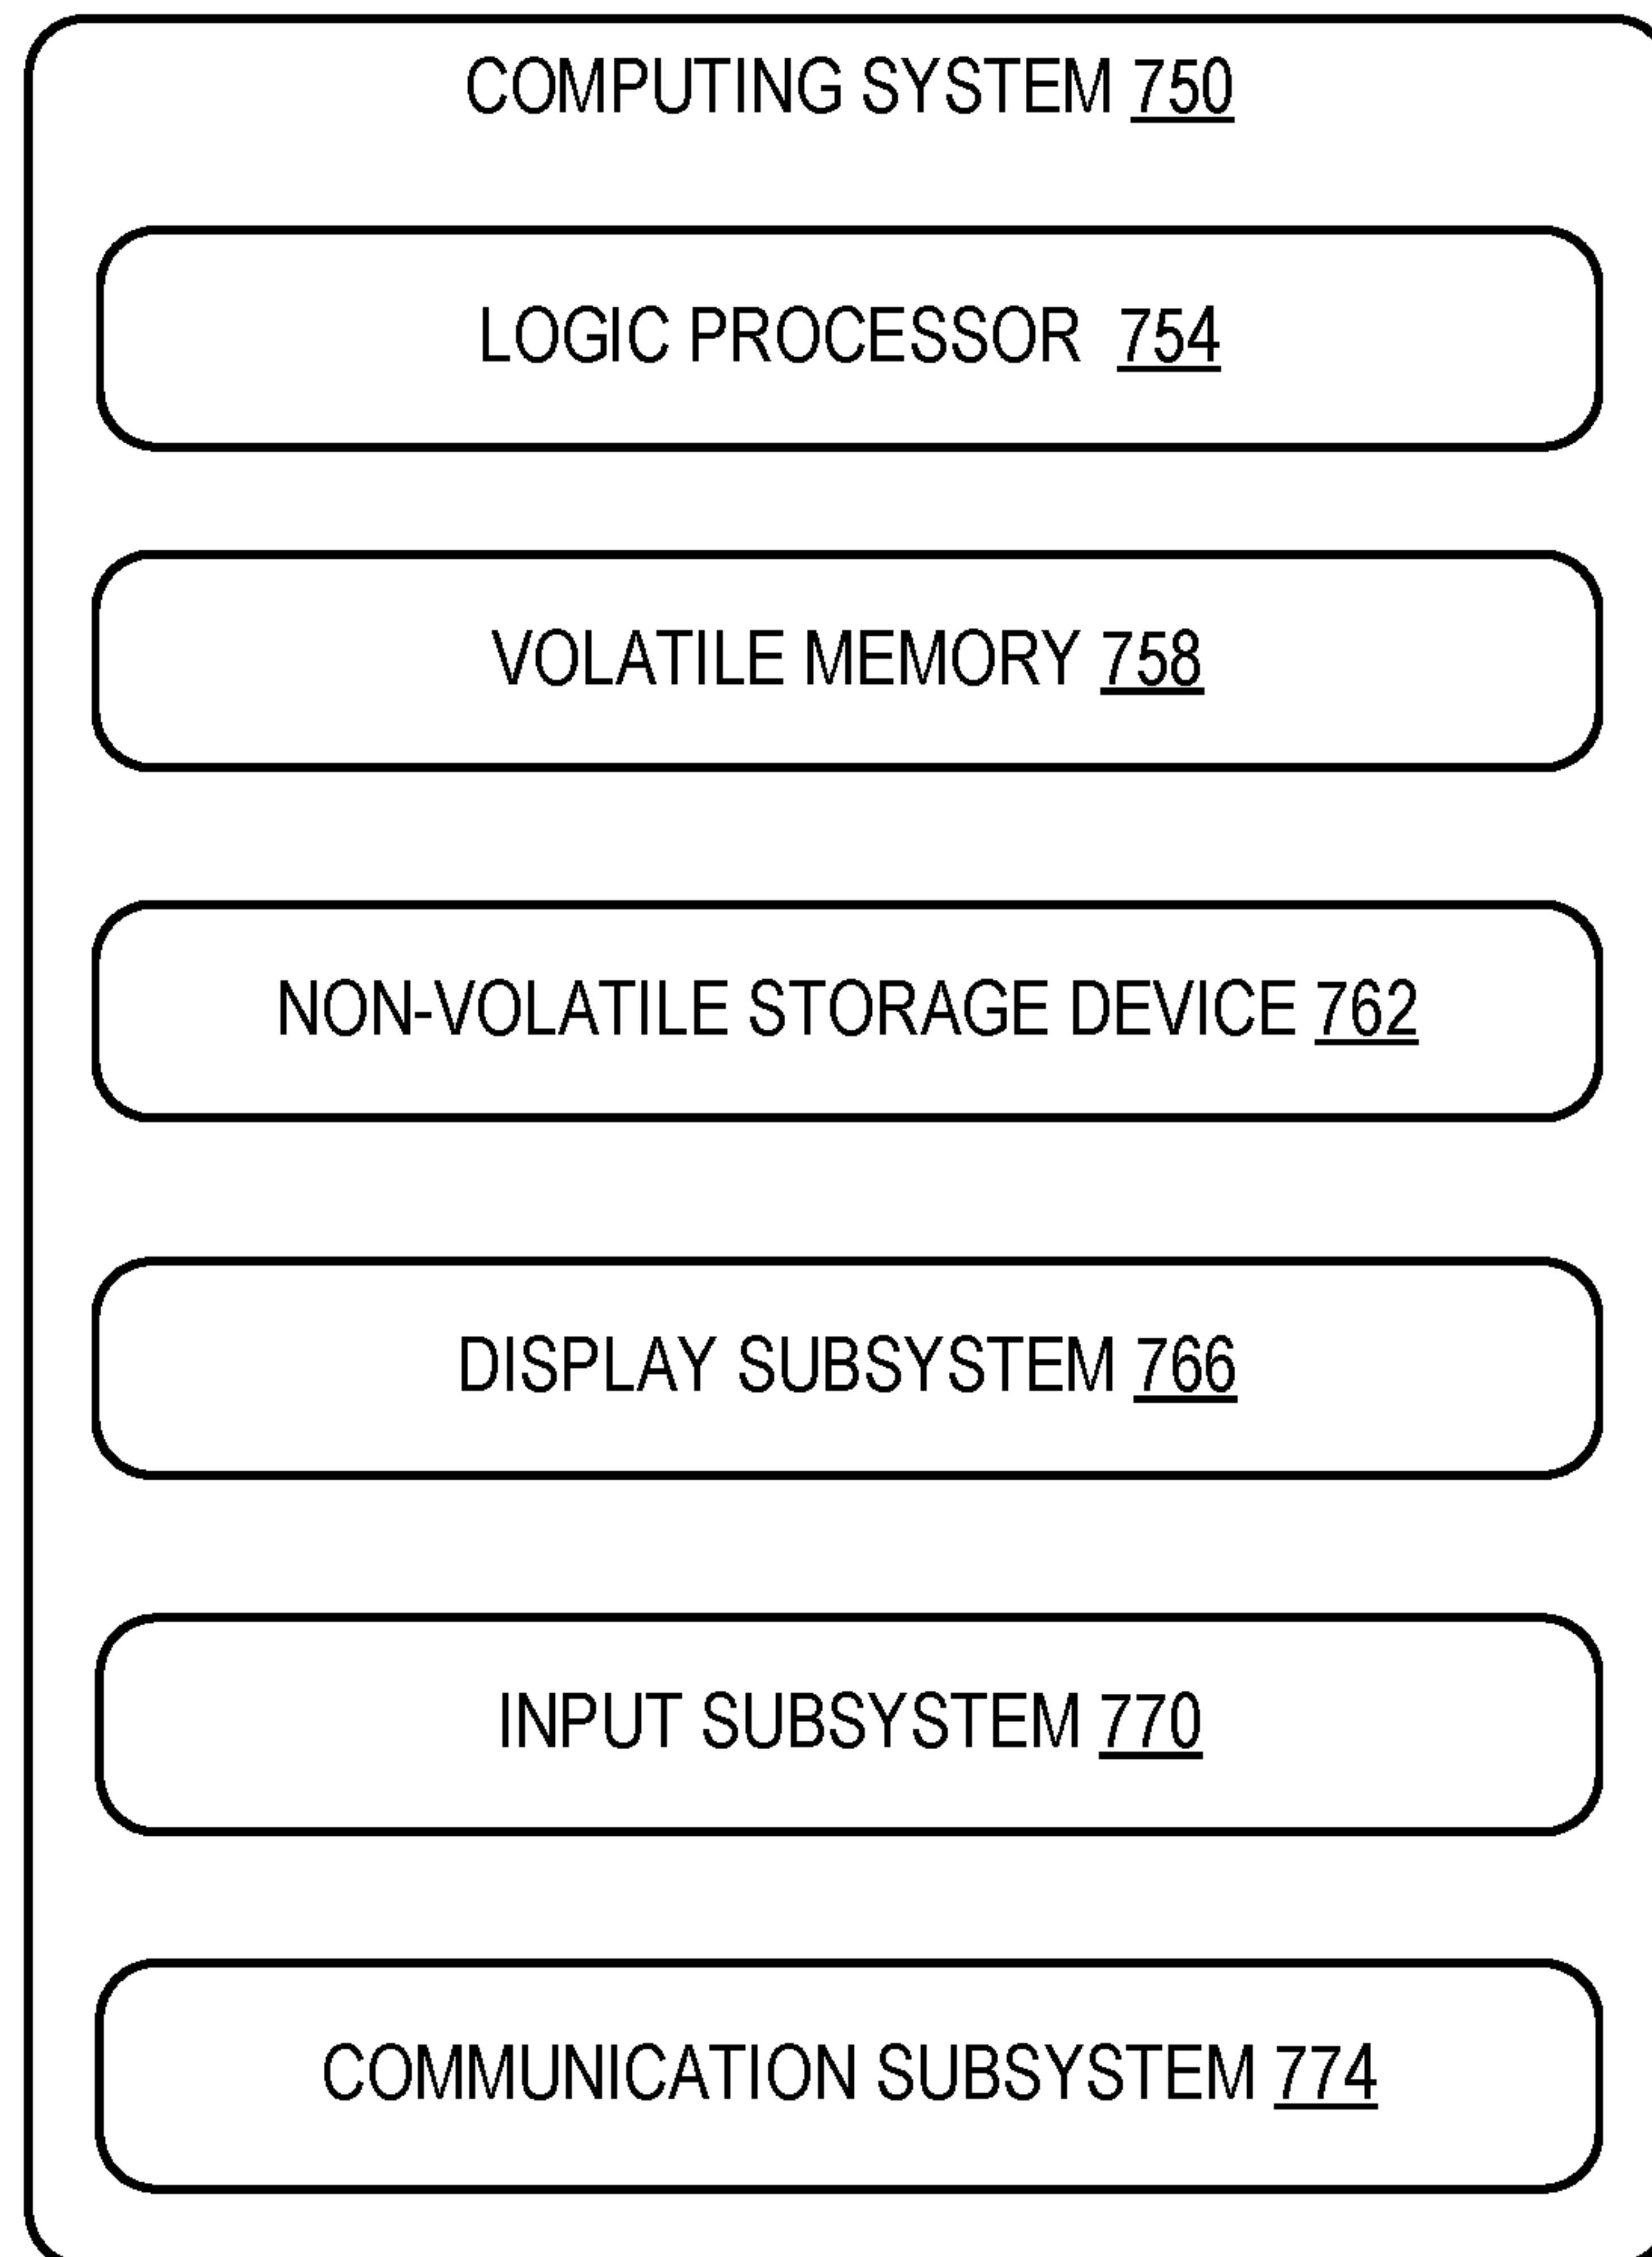 COMPUTING SYSTEM 750
LOGIC PROCESSOR 754
VOLATILE MEMORY 758
NON-VOLATILE STORAGE DEVICE 762
DISPLAY SUBSYSTEM 766
INPUT SUBSYSTEM 770
COMMUNICATION SUBSYSTEM 774